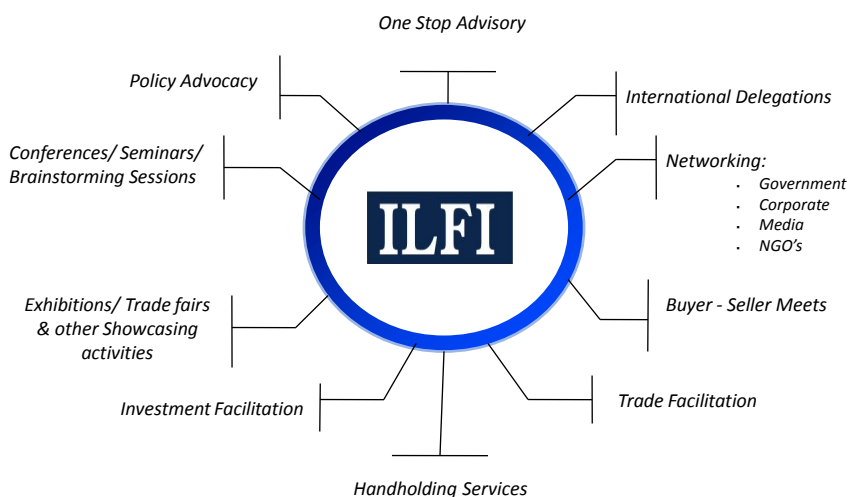 One Stop Advisory
Policy Advocacy
International Delegations
Conferences/ Seminars/
Brainstorming Sessions
Networking:
· Government
· Corporate
· Media
· NGO's
ILFI
Exhibitions/ Trade fairs
& other Showcasing
activities
Buyer - Seller Meets
Investment Facilitation
Trade Facilitation
Handholding Services